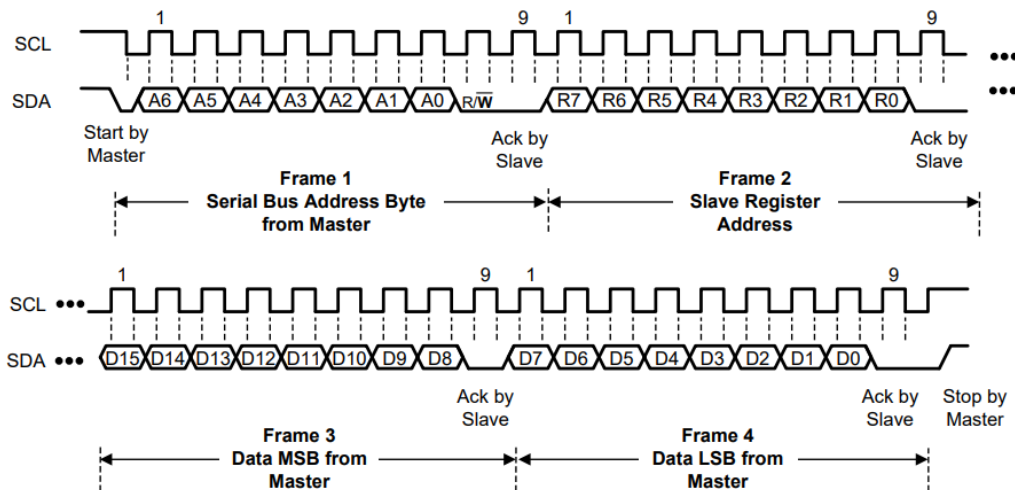 1 9 1 9
SCL
•••
SDA A6 A5 A4 A3 A2 A1 A0 R/W̅ R7 R6 R5 R4 R3 R2 R1 R0 •••
Start by Master
Ack by Slave
Ack by Slave
Frame 1
Serial Bus Address Byte
from Master
Frame 2
Slave Register
Address
1 9 1 9
SCL •••
SDA ••• D15 D14 D13 D12 D11 D10 D9 D8 D7 D6 D5 D4 D3 D2 D1 D0
Ack by Slave
Ack by Slave
Stop by Master
Frame 3
Data MSB from
Master
Frame 4
Data LSB from
Master